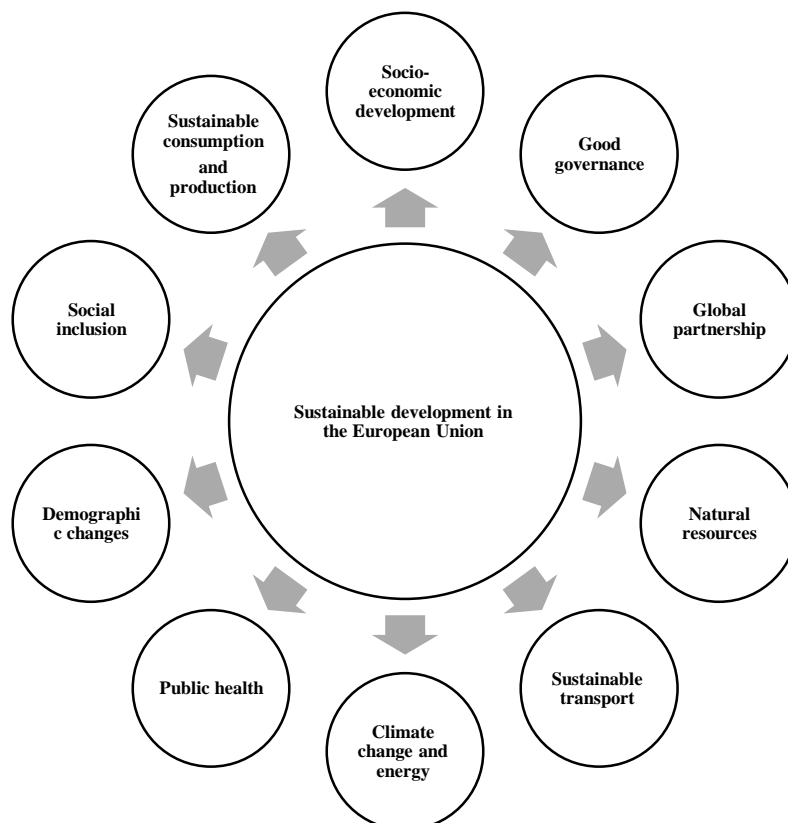 Socio-
economic
development
Good
governance
Global
partnership
Natural
resources
Sustainable
transport
Climate
change and
energy
Public health
Demographi
c changes
Social
inclusion
Sustainable
consumption
and
production
Sustainable development in
the European Union